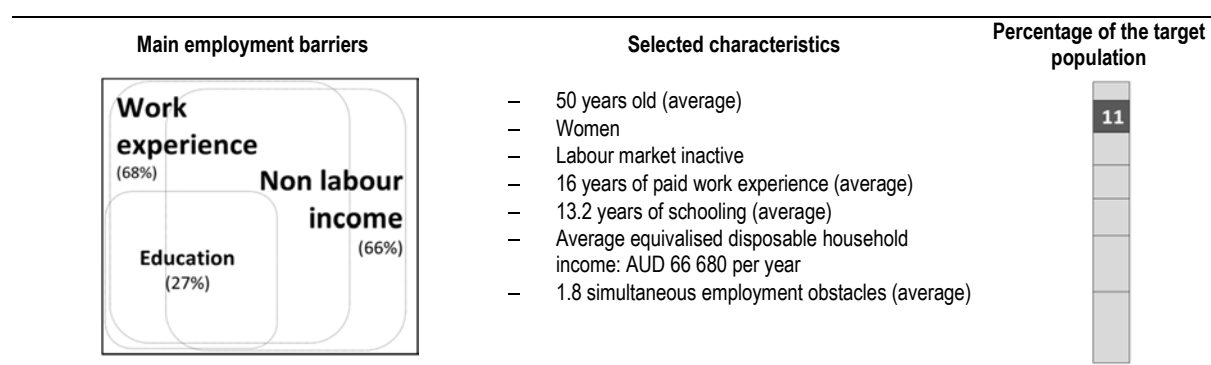 Main employment barriers
Selected characteristics
Percentage of the target
population
Work
experience
(68%)
Non labour
income
(66%)
Education
(27%)
– 50 years old (average)
– Women
– Labour market inactive
– 16 years of paid work experience (average)
– 13.2 years of schooling (average)
– Average equivalised disposable household
income: AUD 66 680 per year
– 1.8 simultaneous employment obstacles (average)
11